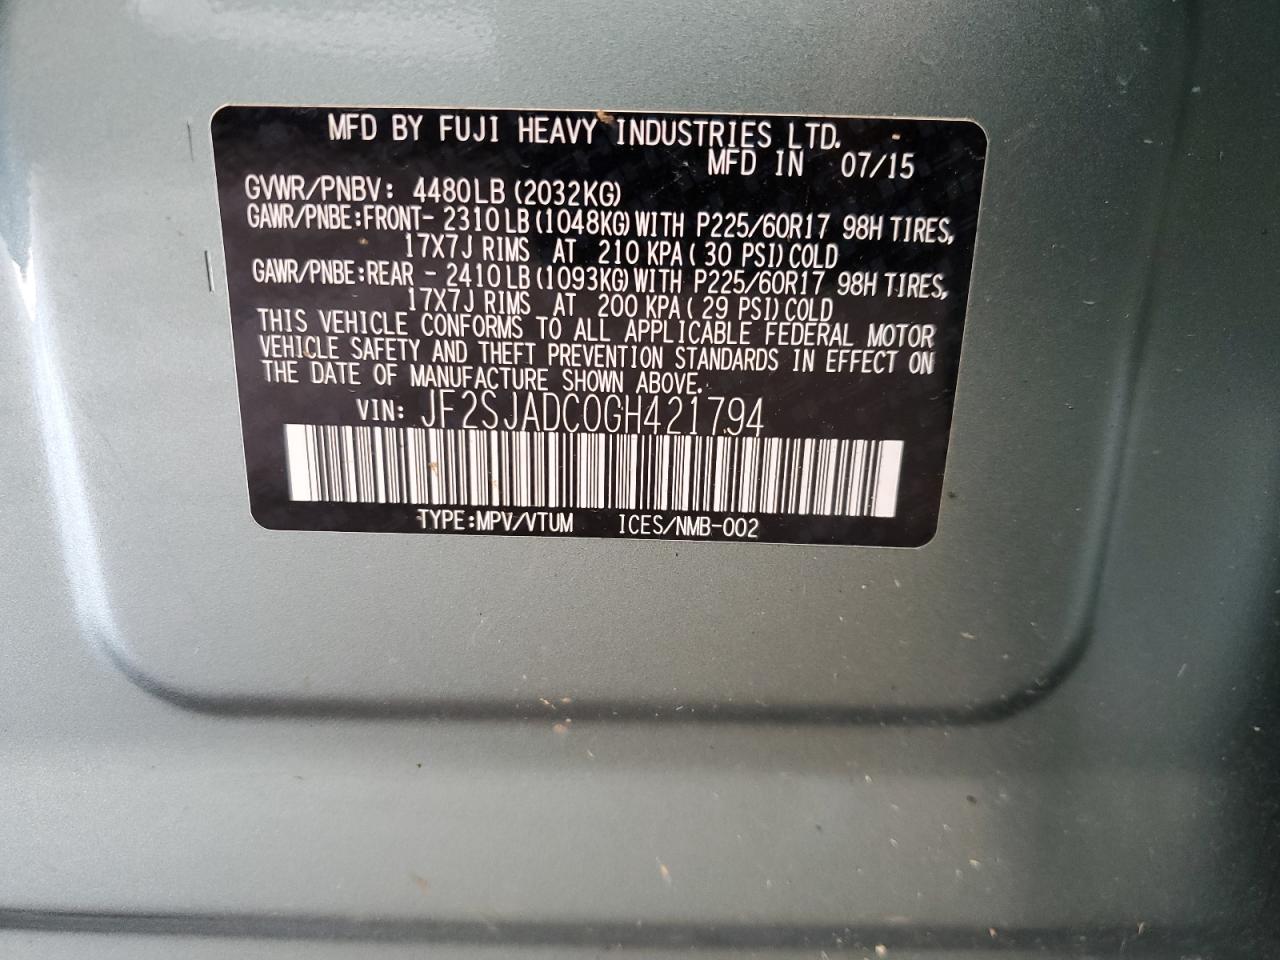 MFD BY FUJI HEAVY INDUSTRIES LTD.
MFD IN 07/15
GVWR/PNBV: 4480LB (2032KG)
GAWR/PNBE:FRONT- 2310LB (1048KG) WITH P225/60R17 98H TIRES,
17X7J RIMS AT 210 KPA ( 30 PSI) COLD
GAWR/PNBE:REAR - 2410LB (1093KG) WITH P225/60R17 98H TIRES,
17X7J RIMS AT 200 KPA ( 29 PSI) COLD
THIS VEHICLE CONFORMS TO ALL APPLICABLE FEDERAL MOTOR
VEHICLE SAFETY AND THEFT PREVENTION STANDARDS IN EFFECT ON
THE DATE OF MANUFACTURE SHOWN ABOVE.
VIN: JF2SJADC0GH421794
TYPE:MPV/VTUM ICES/NMB-002